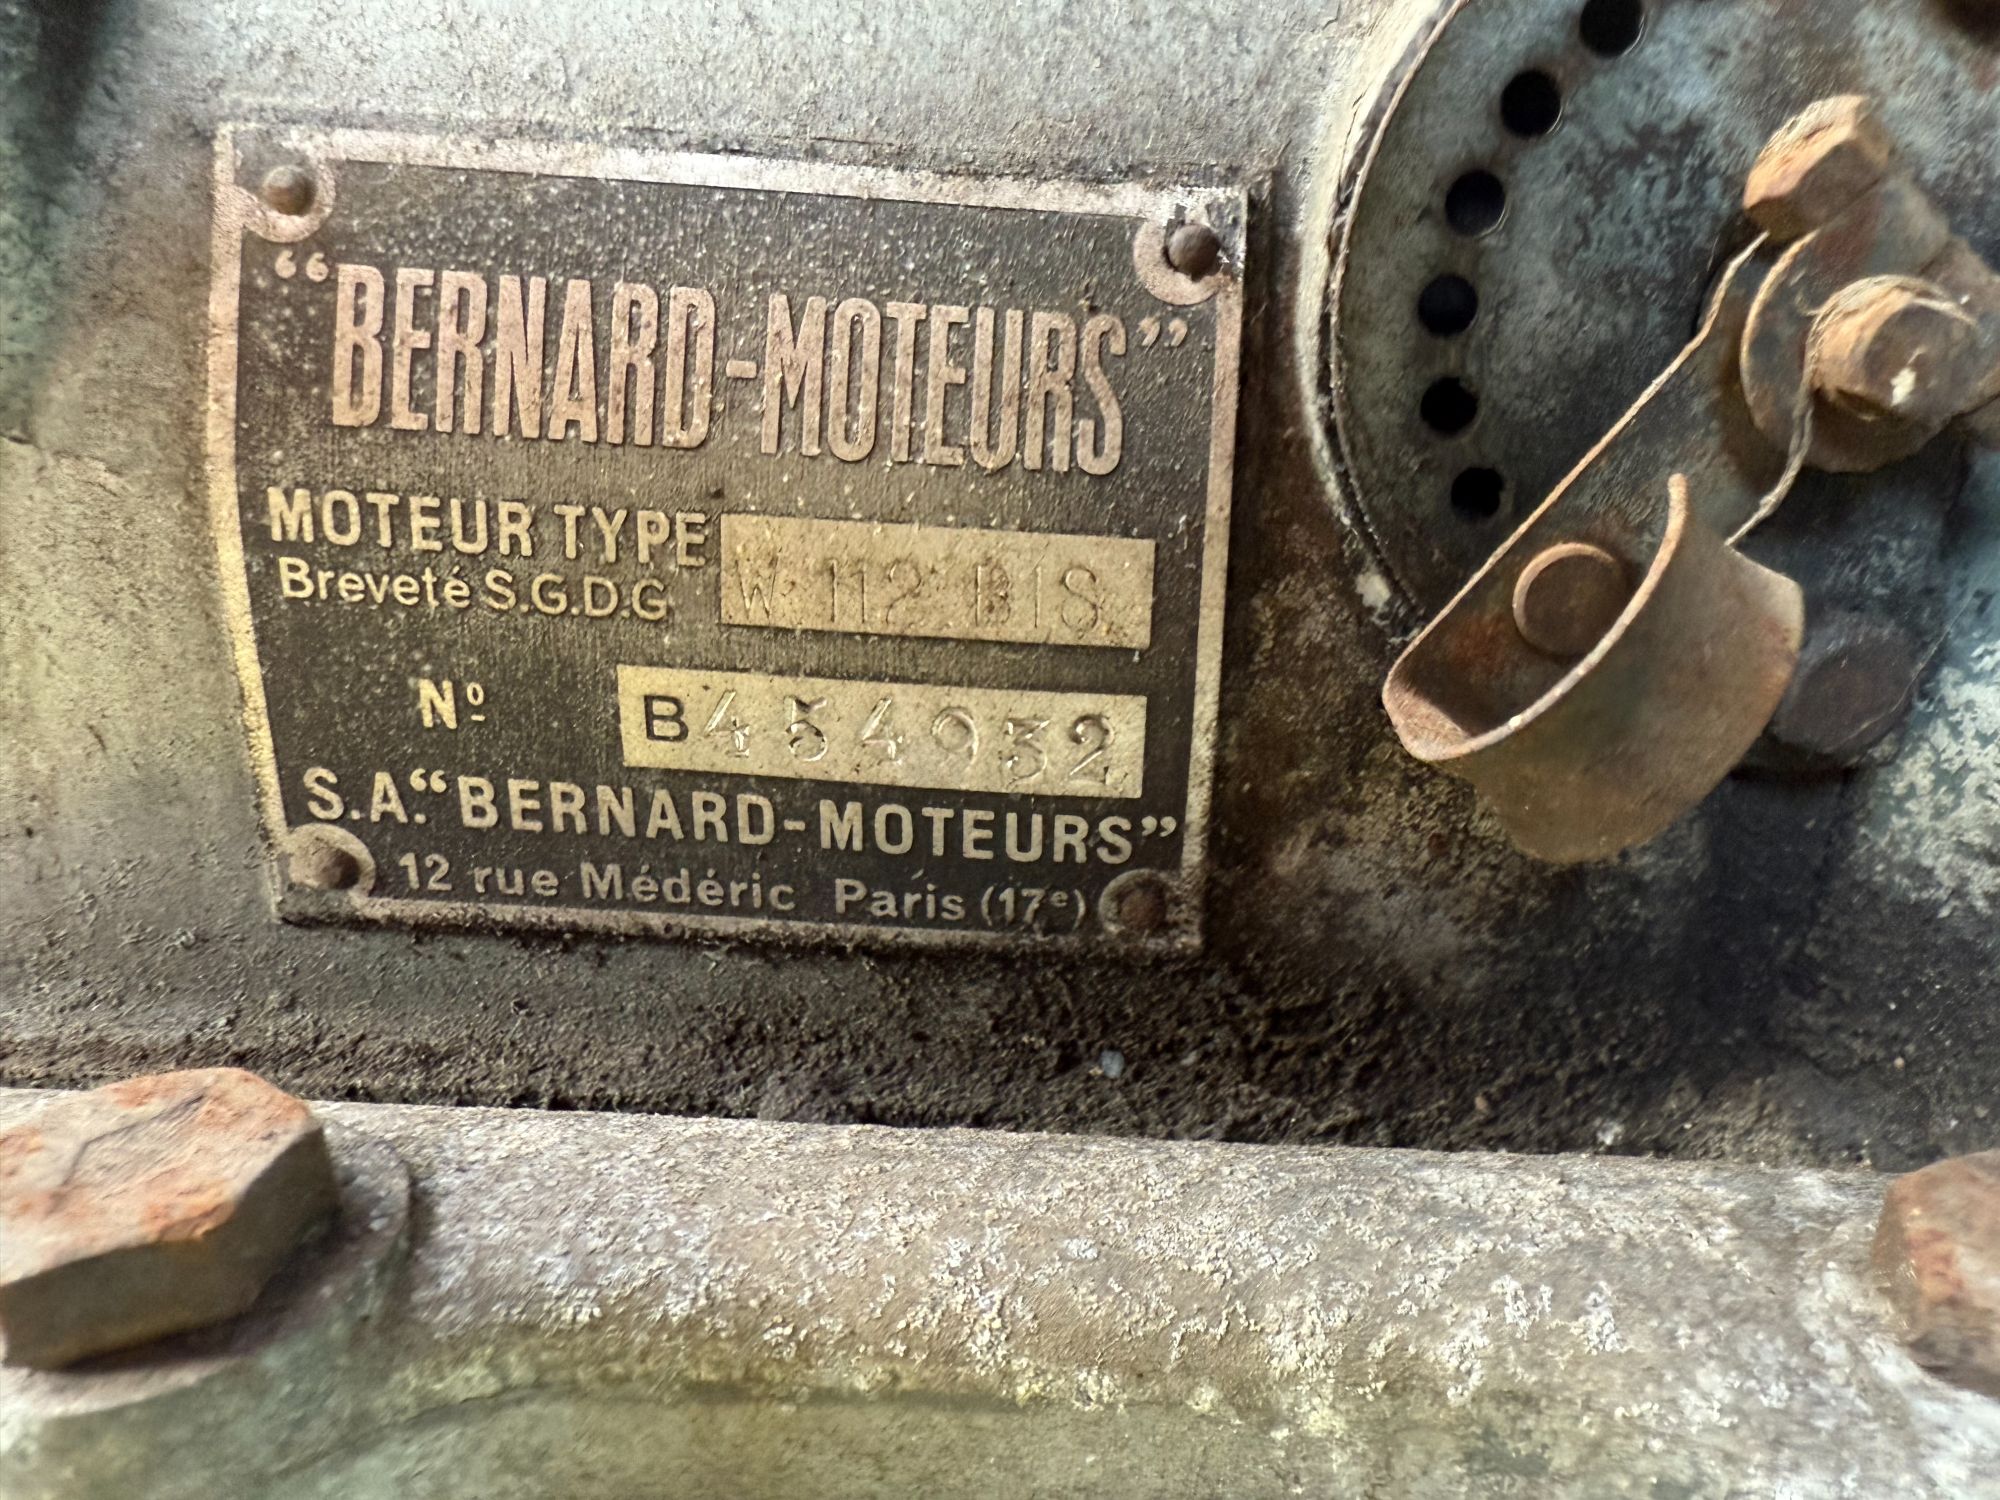 “BERNARD-MOTEURS”
MOTEUR TYPE W 112 BIS
Breveté S.G.D.G
Nº B454932
S.A. “BERNARD-MOTEURS”
12 rue Médéric Paris (17e)